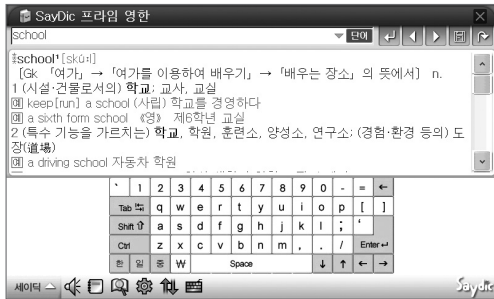 SayDic 프라임 영한
school 단어
‡school¹ [skúːl]
[Gk 「여가」 → 「여가를 이용하여 배우기」 → 「배우는 장소」의 뜻에서] n.
1 (시설·건물로서의) 학교; 교사, 교실
예 keep[run] a school (사립) 학교를 경영하다
예 a sixth form school 《영》 제6학년 교실
2 (특수 기능을 가르치는) 학교, 학원, 훈련소, 양성소, 연구소; (경험·환경 등의) 도
장(道場)
예 a driving school 자동차 학원
` 1 2 3 4 5 6 7 8 9 0 - = ←
Tab q w e r t y u i o p [ ]
Shift a s d f g h j k l ; '
Ctrl z x c v b n m , . / Enter
한 일 중 ₩ Space ↓ ↑ ← →
세이딕 Saydic